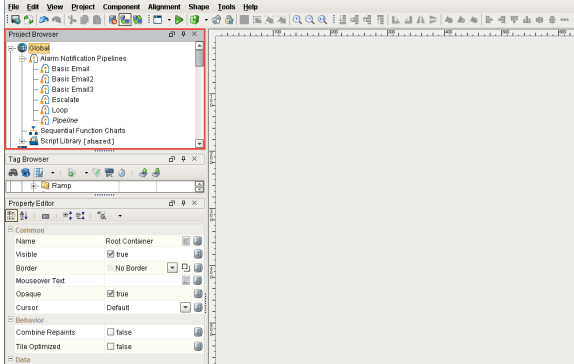 File Edit View Project Component Alignment Shape Tools Help
Project Browser
Global
Alarm Notification Pipelines
Basic Email
Basic Email2
Basic Email3
Escalate
Loop
Pipeline
Sequential Function Charts
Script Library [shared]
Tag Browser
Ramp
Property Editor
Common
Name Root Container
Visible true
Border No Border
Mouseover Text
Opaque true
Cursor Default
Behavior
Combine Repaints false
Tile Optimized false
Data